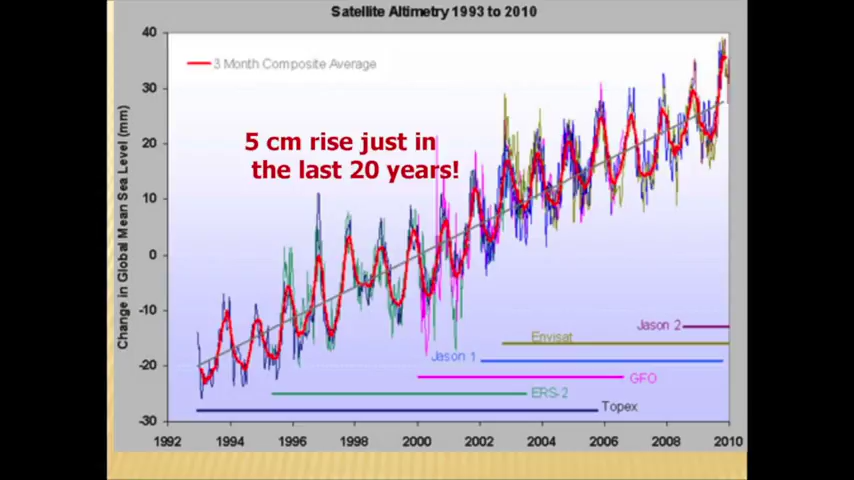 Satellite Altimetry 1993 to 2010
40
3 Month Composite Average
30
5 cm rise just in
the last 20 years!
20
10
0
-10
-20
-30
Change in Global Mean Sea Level (mm)
Jason 2
Envisat
Jason 1
GFO
ERS-2
Topex
1992 1994 1996 1998 2000 2002 2004 2006 2008 2010